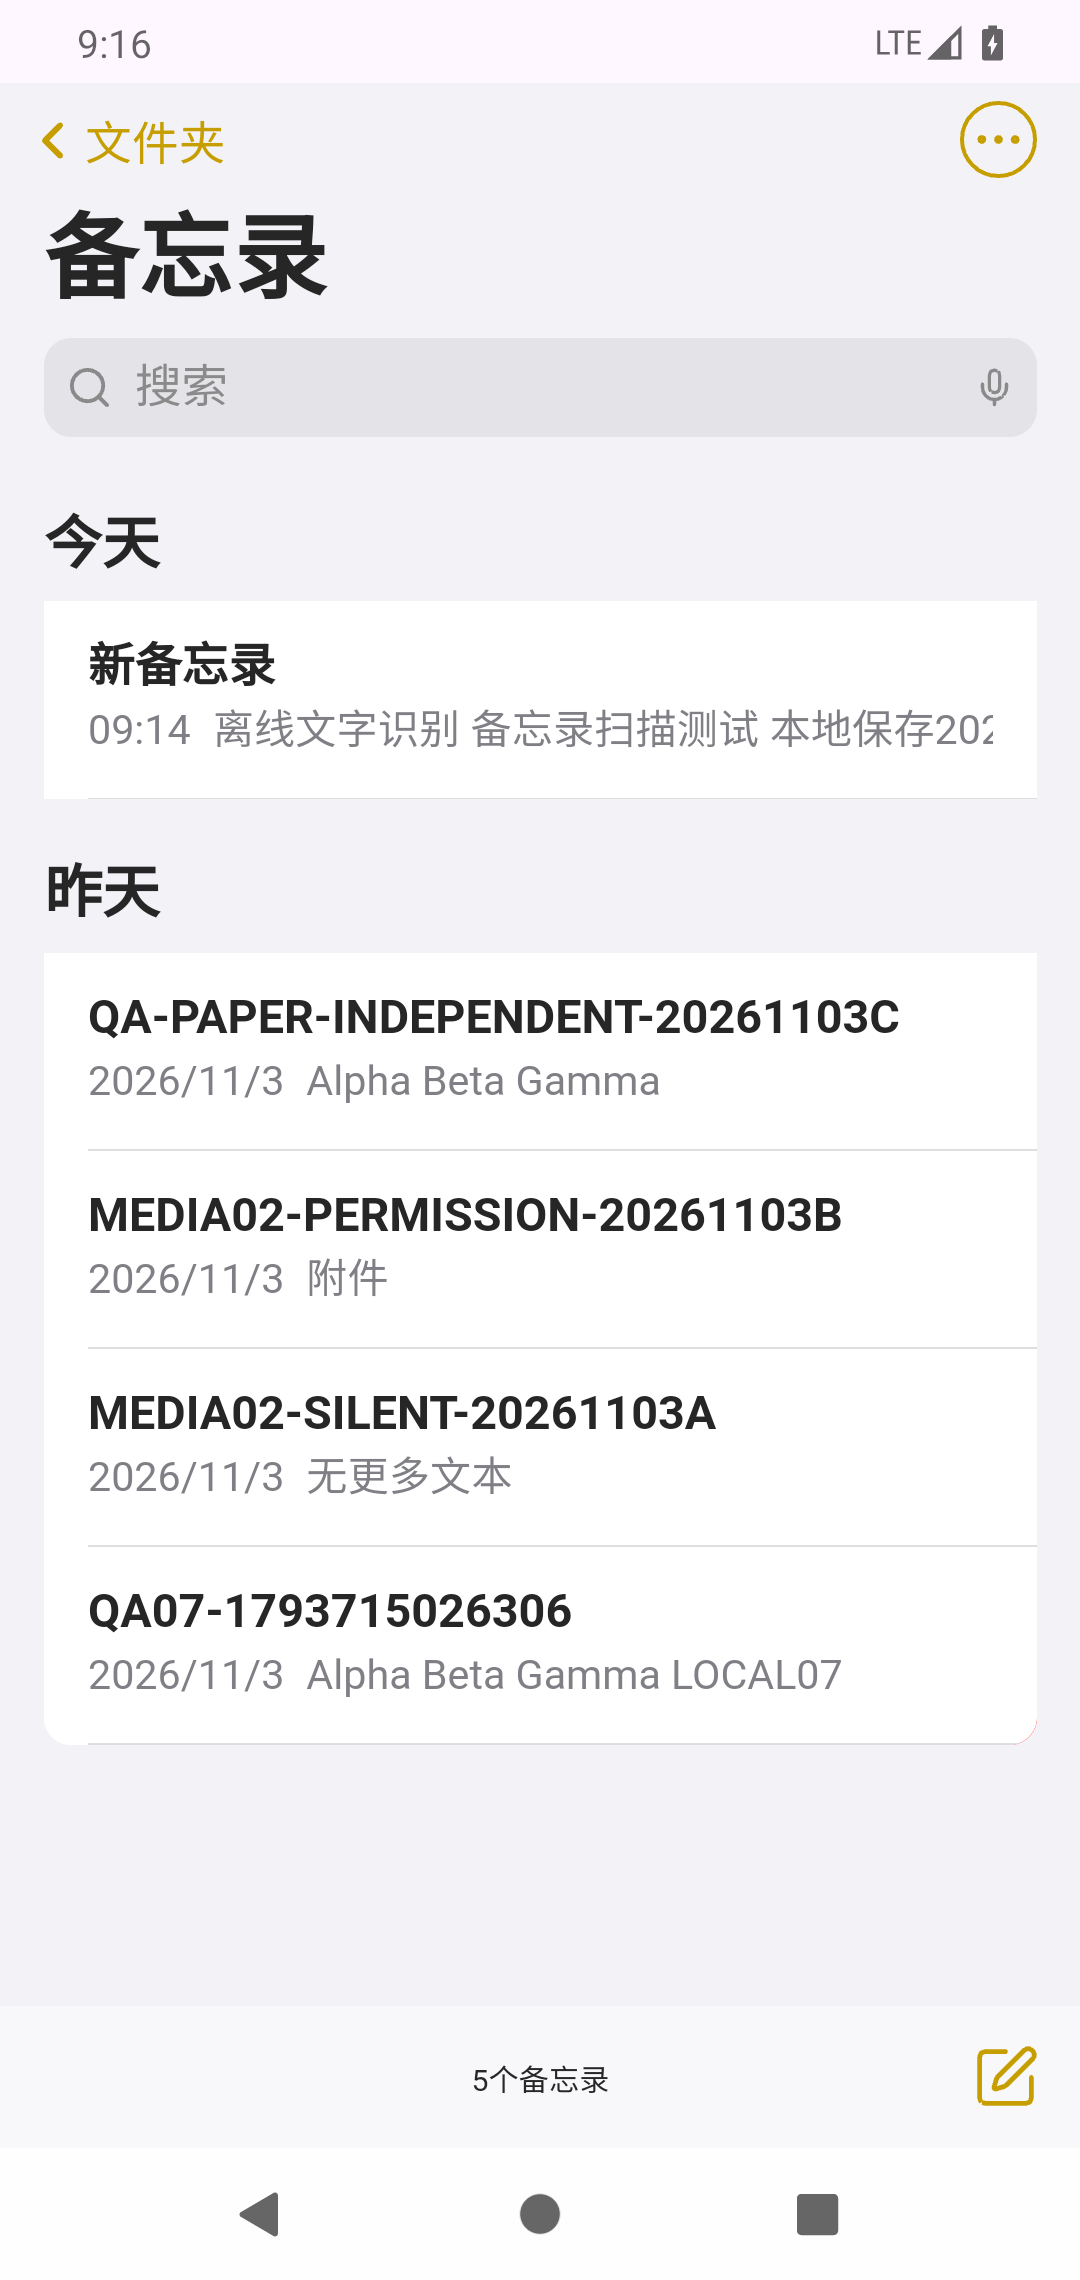 9:16
LTE
文件夹
备忘录
搜索
今天
新备忘录
09:14 离线文字识别 备忘录扫描测试 本地保存202
昨天
QA-PAPER-INDEPENDENT-20261103C
2026/11/3 Alpha Beta Gamma
MEDIA02-PERMISSION-20261103B
2026/11/3 附件
MEDIA02-SILENT-20261103A
2026/11/3 无更多文本
QA07-1793715026306
2026/11/3 Alpha Beta Gamma LOCAL07
5个备忘录